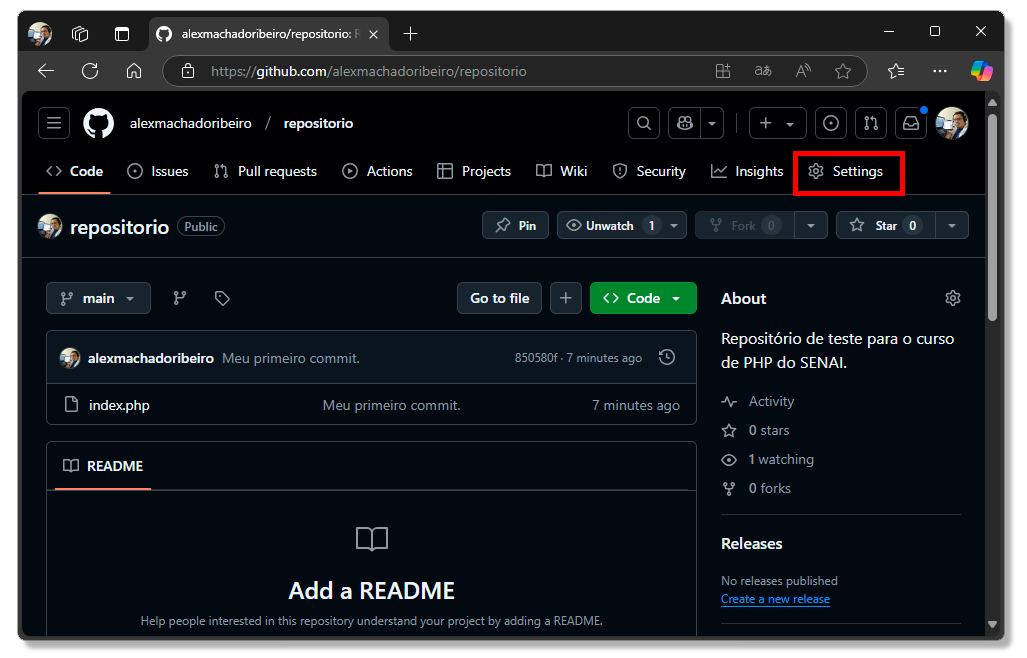 alexmachadoribeiro/repositorio: R
https://github.com/alexmachadoribeiro/repositorio
alexmachadoribeiro / repositorio
Code Issues Pull requests Actions Projects Wiki Security Insights Settings
repositorio Public Pin Unwatch 1 Fork 0 Star 0
main Go to file Code
About
Repositório de teste para o curso
de PHP do SENAI.
alexmachadoribeiro Meu primeiro commit. 850580f · 7 minutes ago
index.php Meu primeiro commit. 7 minutes ago
Activity
0 stars
1 watching
0 forks
README
Add a README
Help people interested in this repository understand your project by adding a README.
Releases
No releases published
Create a new release